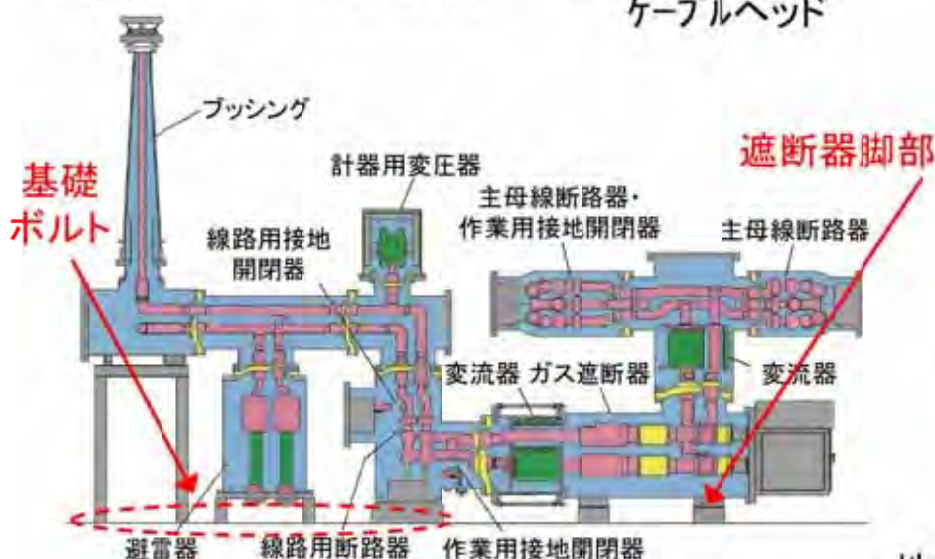 ケーブルヘッド
ブッシング
計器用変圧器
遮断器脚部
基礎
ボルト
主母線断路器・
作業用接地開閉器
主母線断路器
線路用接地
開閉器
変流器
ガス遮断器
変流器
避雷器
線路用断路器
作業用接地開閉器